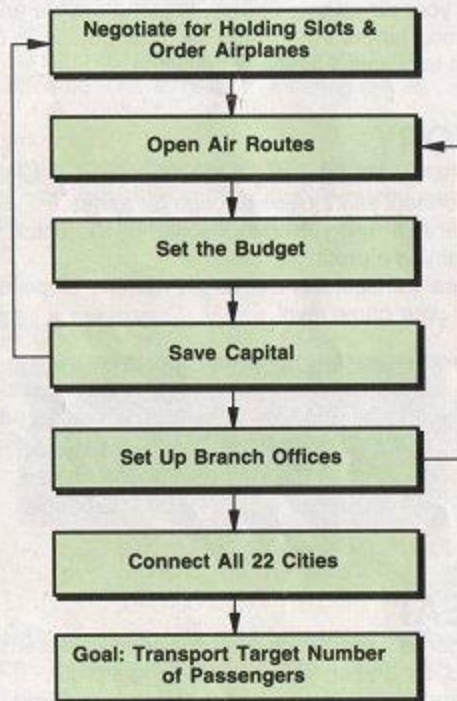 Negotiate for Holding Slots &
Order Airplanes
Open Air Routes
Set the Budget
Save Capital
Set Up Branch Offices
Connect All 22 Cities
Goal: Transport Target Number
of Passengers